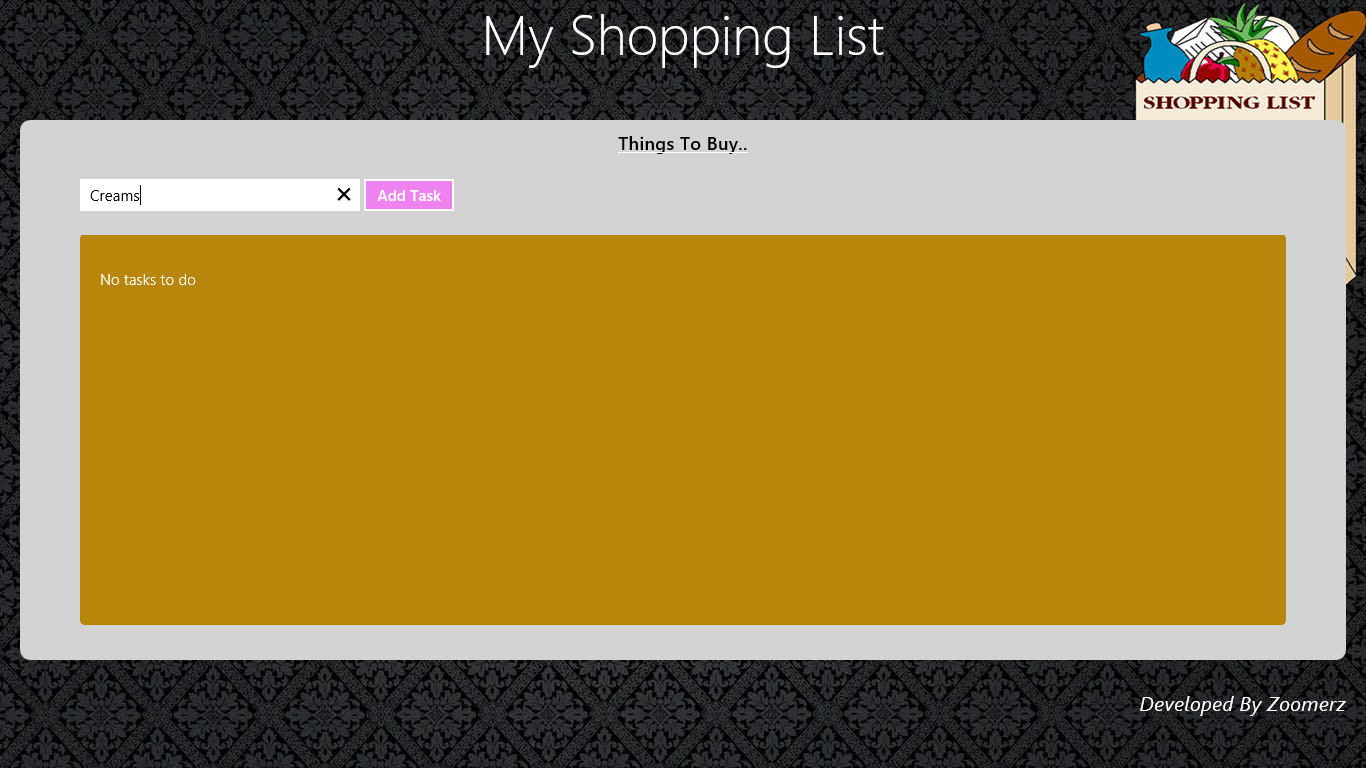 My Shopping List
SHOPPING LIST
Things To Buy..
Creams
Add Task
No tasks to do
Developed By Zoomerz